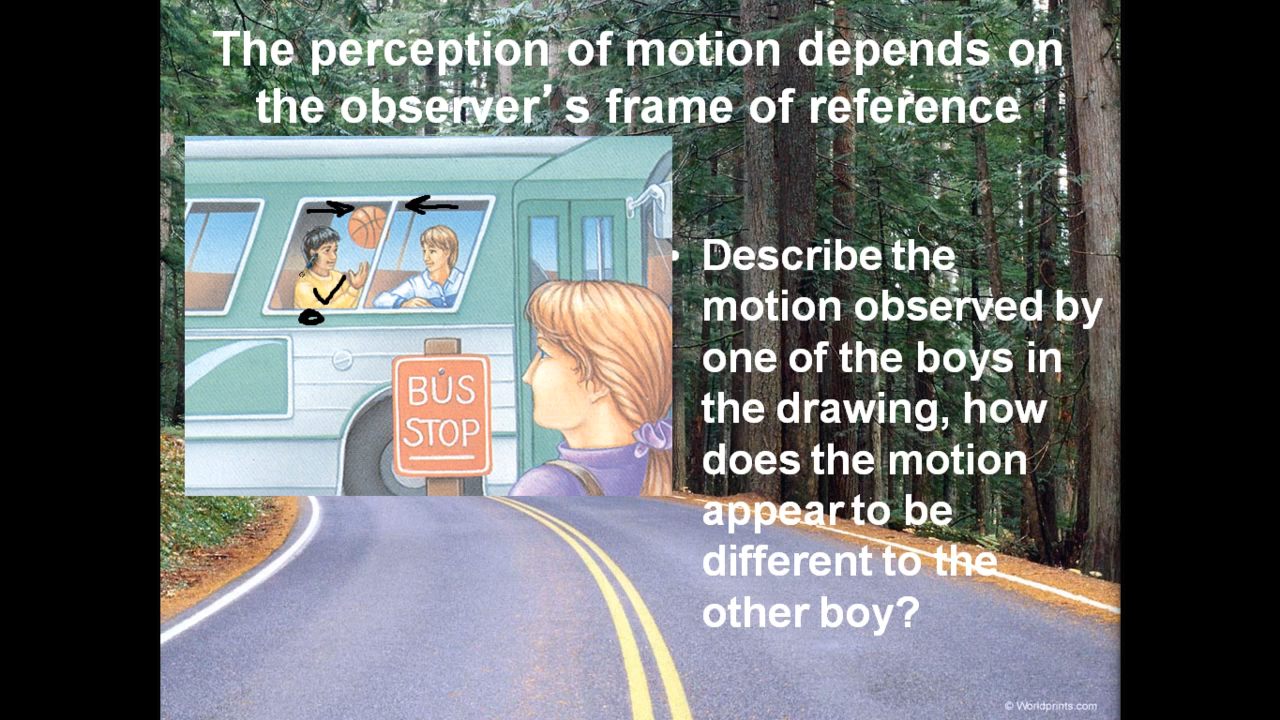 The perception of motion depends on
the observer’s frame of reference
BUS
STOP
• Describe the
motion observed by
one of the boys in
the drawing, how
does the motion
appear to be
different to the
other boy?
© Worldprints.com